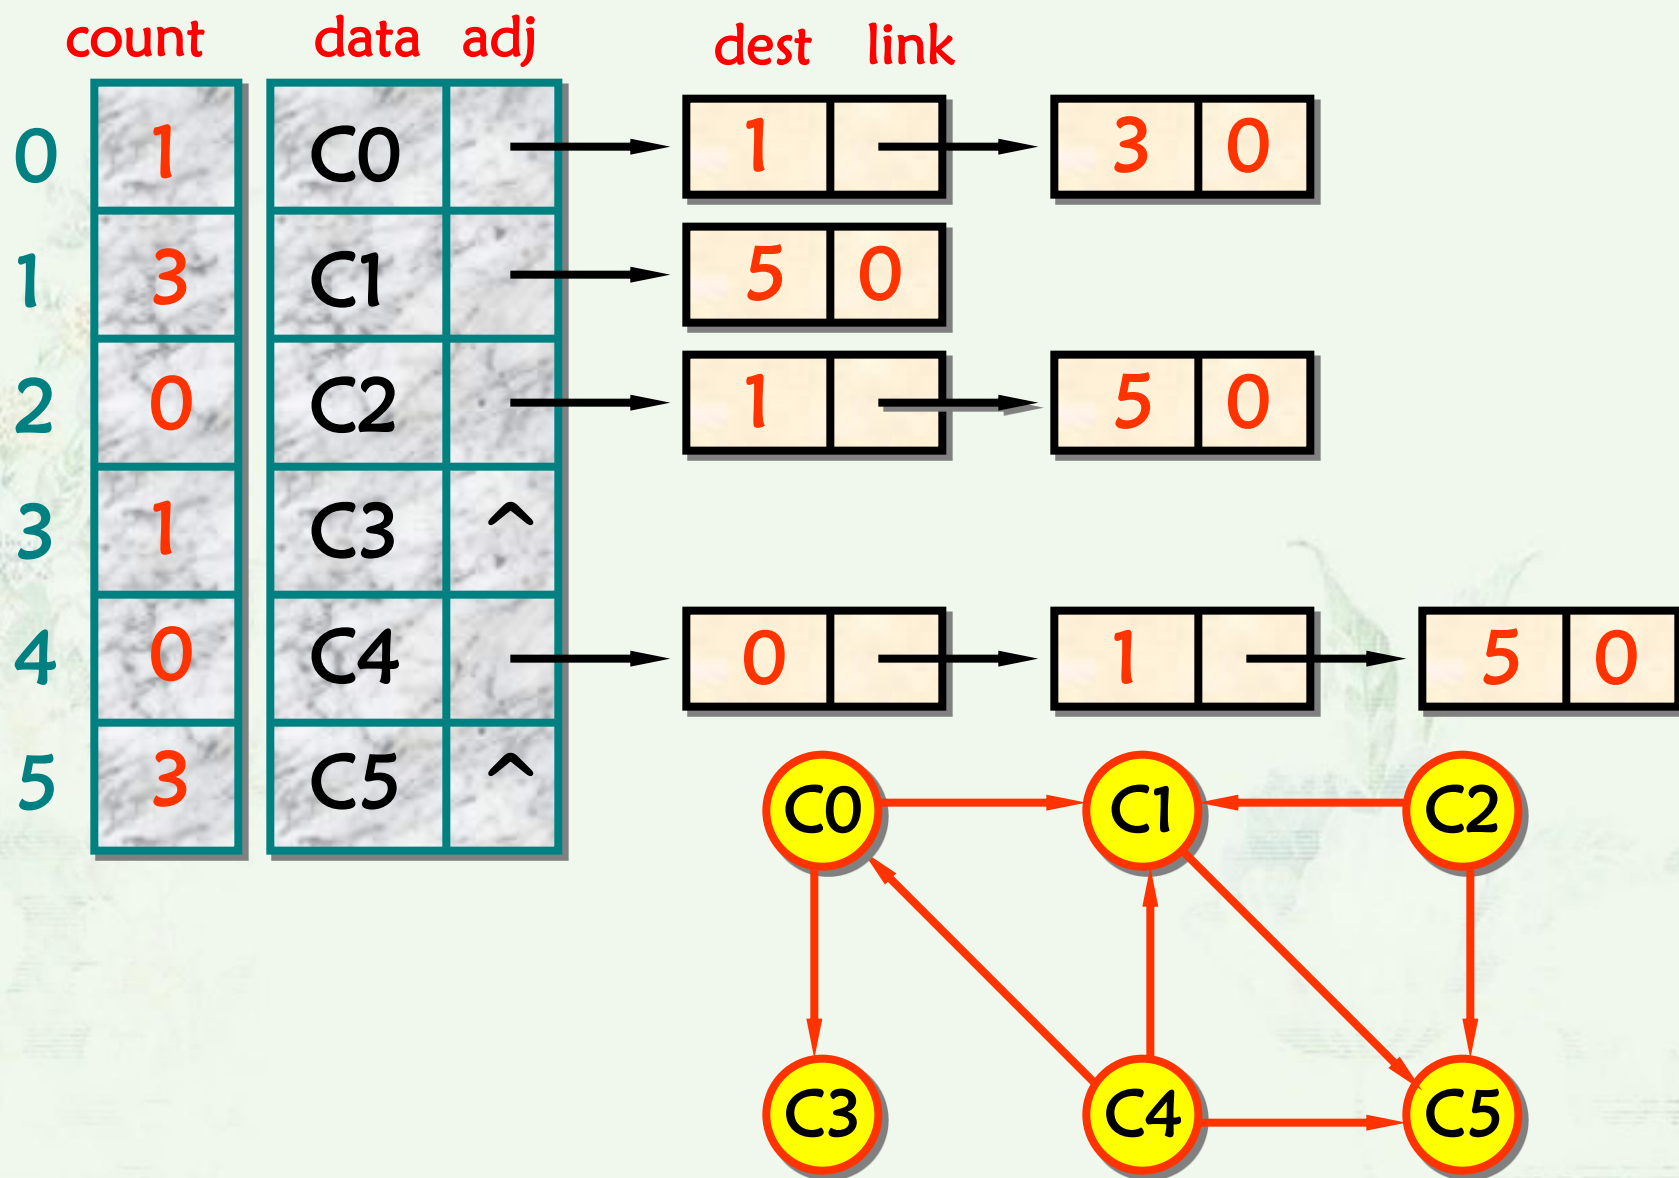 count data adj dest link
0 1 C0 1 3 0
1 3 C1 5 0
2 0 C2 1 5 0
3 1 C3 ^
4 0 C4 0 1 5 0
5 3 C5 ^
C0 C1 C2
C3 C4 C5